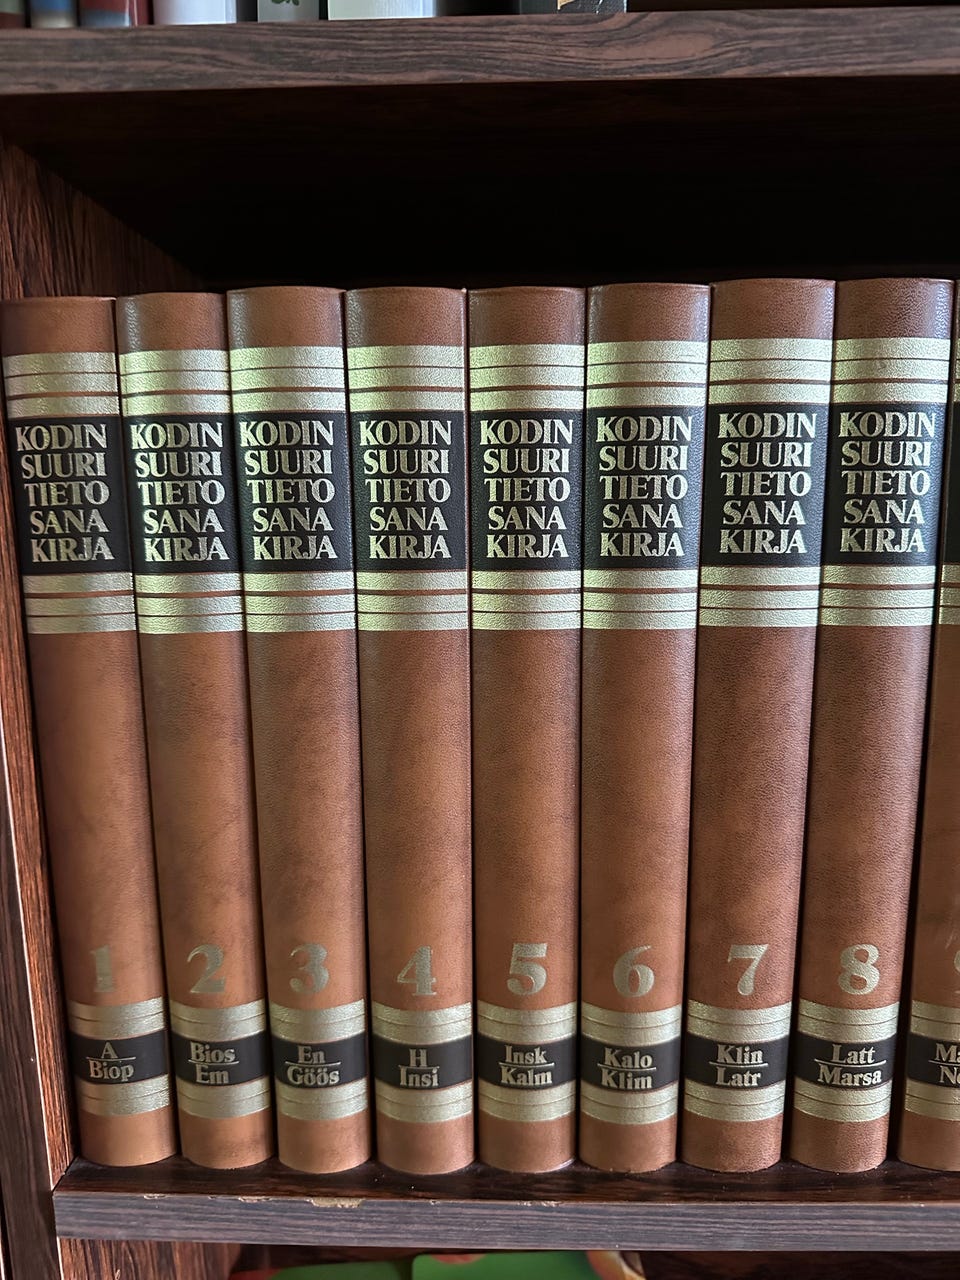 KODIN
SUURI
TIETO
SANA
KIRJA
1
A
Biop
KODIN
SUURI
TIETO
SANA
KIRJA
2
Bios
Em
KODIN
SUURI
TIETO
SANA
KIRJA
3
En
Göös
KODIN
SUURI
TIETO
SANA
KIRJA
4
H
Insi
KODIN
SUURI
TIETO
SANA
KIRJA
5
Insk
Kalm
KODIN
SUURI
TIETO
SANA
KIRJA
6
Kalo
Klim
KODIN
SUURI
TIETO
SANA
KIRJA
7
Klin
Latr
KODIN
SUURI
TIETO
SANA
KIRJA
8
Latt
Marsa